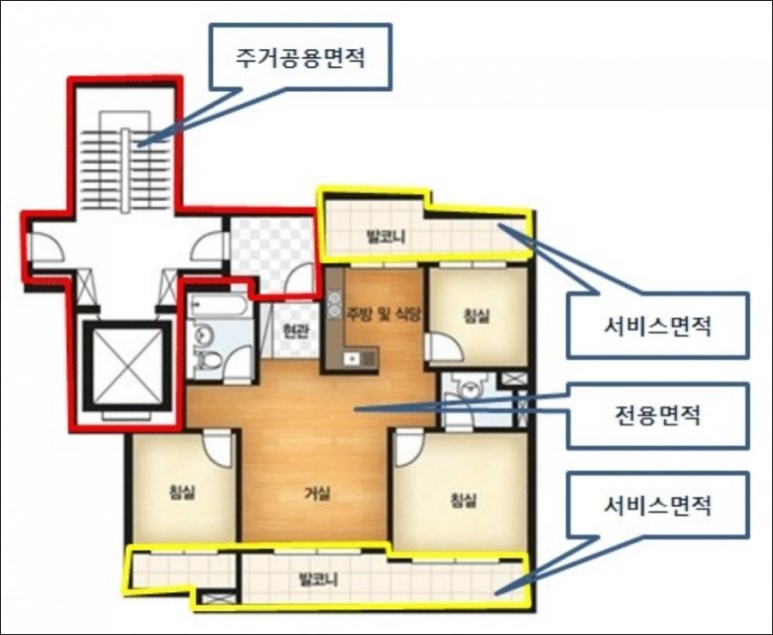 주거공용면적
발코니
서비스면적
주방 및 식당
침실
현관
전용면적
침실
거실
침실
서비스면적
발코니